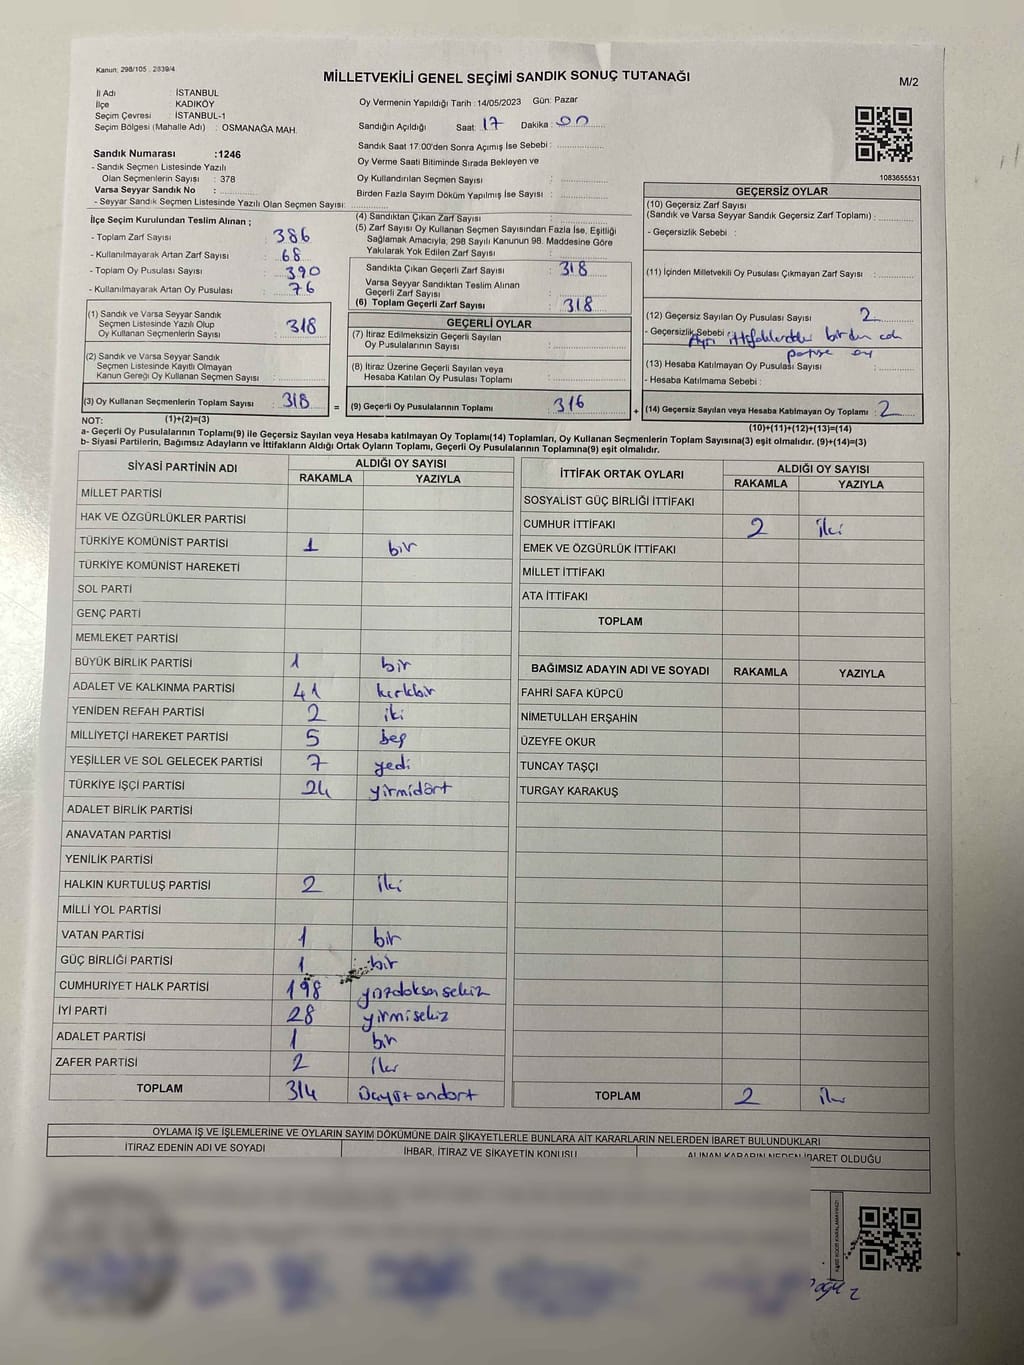 Kanun: 298/105 , 2839/4
MİLLETVEKİLİ GENEL SEÇİMİ SANDIK SONUÇ TUTANAĞI
M/2
İl Adı : İSTANBUL
İlçe : KADIKÖY
Seçim Çevresi : İSTANBUL-1
Seçim Bölgesi (Mahalle Adı) : OSMANAĞA MAH.
Sandık Numarası :1246
- Sandık Seçmen Listesinde Yazılı
Olan Seçmenlerin Sayısı : 378
Varsa Seyyar Sandık No :
- Seyyar Sandık Seçmen Listesinde Yazılı Olan Seçmen Sayısı:
Oy Vermenin Yapıldığı Tarih : 14/05/2023 Gün: Pazar
Sandığın Açıldığı Saat: 17 Dakika: 00
Sandık Saat 17:00'den Sonra Açımış İse Sebebi :
Oy Verme Saati Bitiminde Sırada Bekleyen ve
Oy Kullandırılan Seçmen Sayısı :
Birden Fazla Sayım Döküm Yapılmış İse Sayısı :
1083655531
İlçe Seçim Kurulundan Teslim Alınan ;
- Toplam Zarf Sayısı : 386
- Kullanılmayarak Artan Zarf Sayısı : 68
- Toplam Oy Pusulası Sayısı : 390
- Kullanılmayarak Artan Oy Pusulası : 76
(1) Sandık ve Varsa Seyyar Sandık
Seçmen Listesinde Yazılı Olup
Oy Kullanan Seçmenlerin Sayısı : 318
(2) Sandık ve Varsa Seyyar Sandık
Seçmen Listesinde Kayıtlı Olmayan
Kanun Gereği Oy Kullanan Seçmen Sayısı :
(3) Oy Kullanan Seçmenlerin Toplam Sayısı : 318 =
(4) Sandıktan Çıkan Zarf Sayısı :
(5) Zarf Sayısı Oy Kullanan Seçmen Sayısından Fazla İse, Eşitliği
Sağlamak Amacıyla; 298 Sayılı Kanunun 98. Maddesine Göre
Yakılarak Yok Edilen Zarf Sayısı :
Sandıkta Çıkan Geçerli Zarf Sayısı : 318
Varsa Seyyar Sandıktan Teslim Alınan
Geçerli Zarf Sayısı :
(6) Toplam Geçerli Zarf Sayısı : 318
GEÇERLİ OYLAR
(7) İtiraz Edilmeksizin Geçerli Sayılan
Oy Pusulalarının Sayısı :
(8) İtiraz Üzerine Geçerli Sayılan veya
Hesaba Katılan Oy Pusulası Toplamı :
(9) Geçerli Oy Pusulalarının Toplamı : 316 +
GEÇERSİZ OYLAR
(10) Geçersiz Zarf Sayısı
(Sandık ve Varsa Seyyar Sandık Geçersiz Zarf Toplamı) :
- Geçersizlik Sebebi :
(11) İçinden Milletvekili Oy Pusulası Çıkmayan Zarf Sayısı :
(12) Geçersiz Sayılan Oy Pusulası Sayısı : 2
- Geçersizlik Sebebi : Ayrı ittifaklardan birden çok
partiye oy
(13) Hesaba Katılmayan Oy Pusulası Sayısı :
- Hesaba Katılmama Sebebi :
(14) Geçersiz Sayılan veya Hesaba Katılmayan Oy Toplamı : 2
NOT: (1)+(2)=(3)
(10)+(11)+(12)+(13)=(14)
a- Geçerli Oy Pusulalarının Toplamı(9) ile Geçersiz Sayılan veya Hesaba katılmayan Oy Toplamı(14) Toplamları, Oy Kullanan Seçmenlerin Toplam Sayısına(3) eşit olmalıdır. (9)+(14)=(3)
b- Siyasi Partilerin, Bağımsız Adayların ve İttifakların Aldığı Ortak Oyların Toplamı, Geçerli Oy Pusulalarının Toplamına(9) eşit olmalıdır.
SİYASİ PARTİNİN ADI ALDIĞI OY SAYISI
RAKAMLA YAZIYLA
MİLLET PARTİSİ
HAK VE ÖZGÜRLÜKLER PARTİSİ
TÜRKİYE KOMÜNİST PARTİSİ 1 bir
TÜRKİYE KOMÜNİST HAREKETİ
SOL PARTİ
GENÇ PARTİ
MEMLEKET PARTİSİ
BÜYÜK BİRLİK PARTİSİ 1 bir
ADALET VE KALKINMA PARTİSİ 41 kırkbir
YENİDEN REFAH PARTİSİ 2 iki
MİLLİYETÇİ HAREKET PARTİSİ 5 beş
YEŞİLLER VE SOL GELECEK PARTİSİ 7 yedi
TÜRKİYE İŞÇİ PARTİSİ 24 yirmidört
ADALET BİRLİK PARTİSİ
ANAVATAN PARTİSİ
YENİLİK PARTİSİ
HALKIN KURTULUŞ PARTİSİ 2 iki
MİLLİ YOL PARTİSİ
VATAN PARTİSİ 1 bir
GÜÇ BİRLİĞİ PARTİSİ 1 bir
CUMHURİYET HALK PARTİSİ 198 yüzdoksansekiz
İYİ PARTİ 28 yirmisekiz
ADALET PARTİSİ 1 bir
ZAFER PARTİSİ 2 iki
TOPLAM 314 üçyüzondört
İTTİFAK ORTAK OYLARI ALDIĞI OY SAYISI
RAKAMLA YAZIYLA
SOSYALİST GÜÇ BİRLİĞİ İTTİFAKI
CUMHUR İTTİFAKI 2 iki
EMEK VE ÖZGÜRLÜK İTTİFAKI
MİLLET İTTİFAKI
ATA İTTİFAKI
TOPLAM
BAĞIMSIZ ADAYIN ADI VE SOYADI RAKAMLA YAZIYLA
FAHRİ SAFA KÜPCÜ
NİMETULLAH ERŞAHİN
ÜZEYFE OKUR
TUNCAY TAŞÇI
TURGAY KARAKUŞ
TOPLAM 2 iki
OYLAMA İŞ VE İŞLEMLERİNE VE OYLARIN SAYIM DÖKÜMÜNE DAİR ŞİKAYETLERLE BUNLARA AİT KARARLARIN NELERDEN İBARET BULUNDUKLARI
İTİRAZ EDENİN ADI VE SOYADI İHBAR, İTİRAZ VE ŞİKAYETİN KONUSU ALINAN KARARIN NEDEN İBARET OLDUĞU